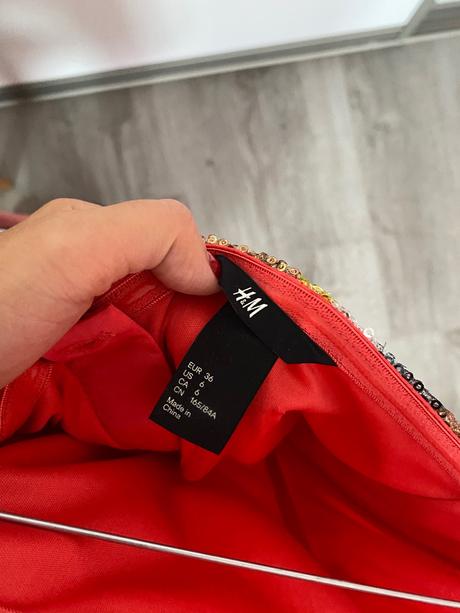 H&M
EUR 36
US 6
CA 6
CN 165/84A
Made in
China